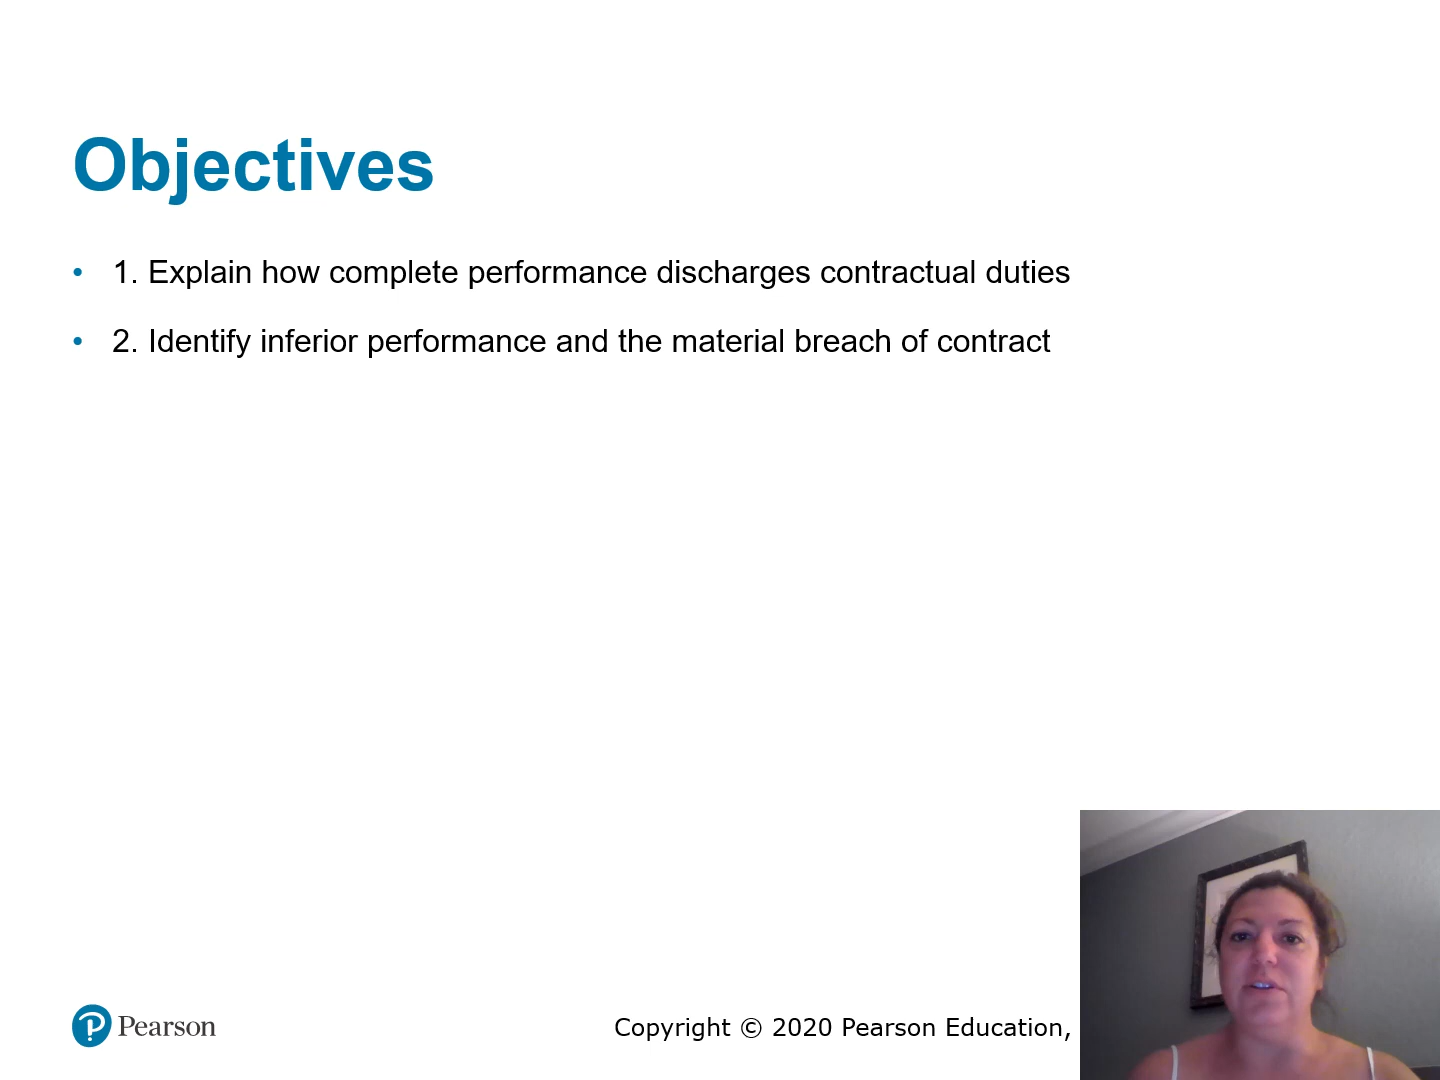 Objectives
• 1. Explain how complete performance discharges contractual duties
• 2. Identify inferior performance and the material breach of contract
Pearson
Copyright © 2020 Pearson Education,